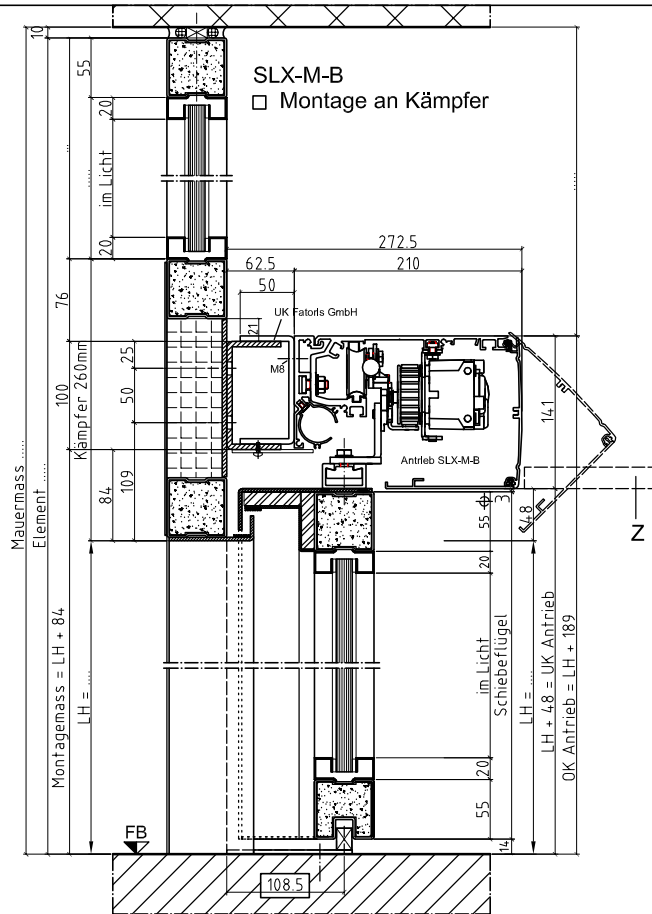 SLX-M-B
□ Montage an Kämpfer
10
55
20
im Licht
20
...
.....
.....
272.5
62.5
210
50
UK Fatorls GmbH
21
76
25
M8
100
50
Kämpfer 260mm
141
Antrieb SLX-M-B
84
109
Mauermass .....
Element .....
3
55
48
Z
20
Montagemass = LH + 84
LH = ....
im Licht
Schiebeflügel
LH = ....
LH + 48 = UK Antrieb
OK Antrieb = LH + 189
20
55
FB
14
108.5